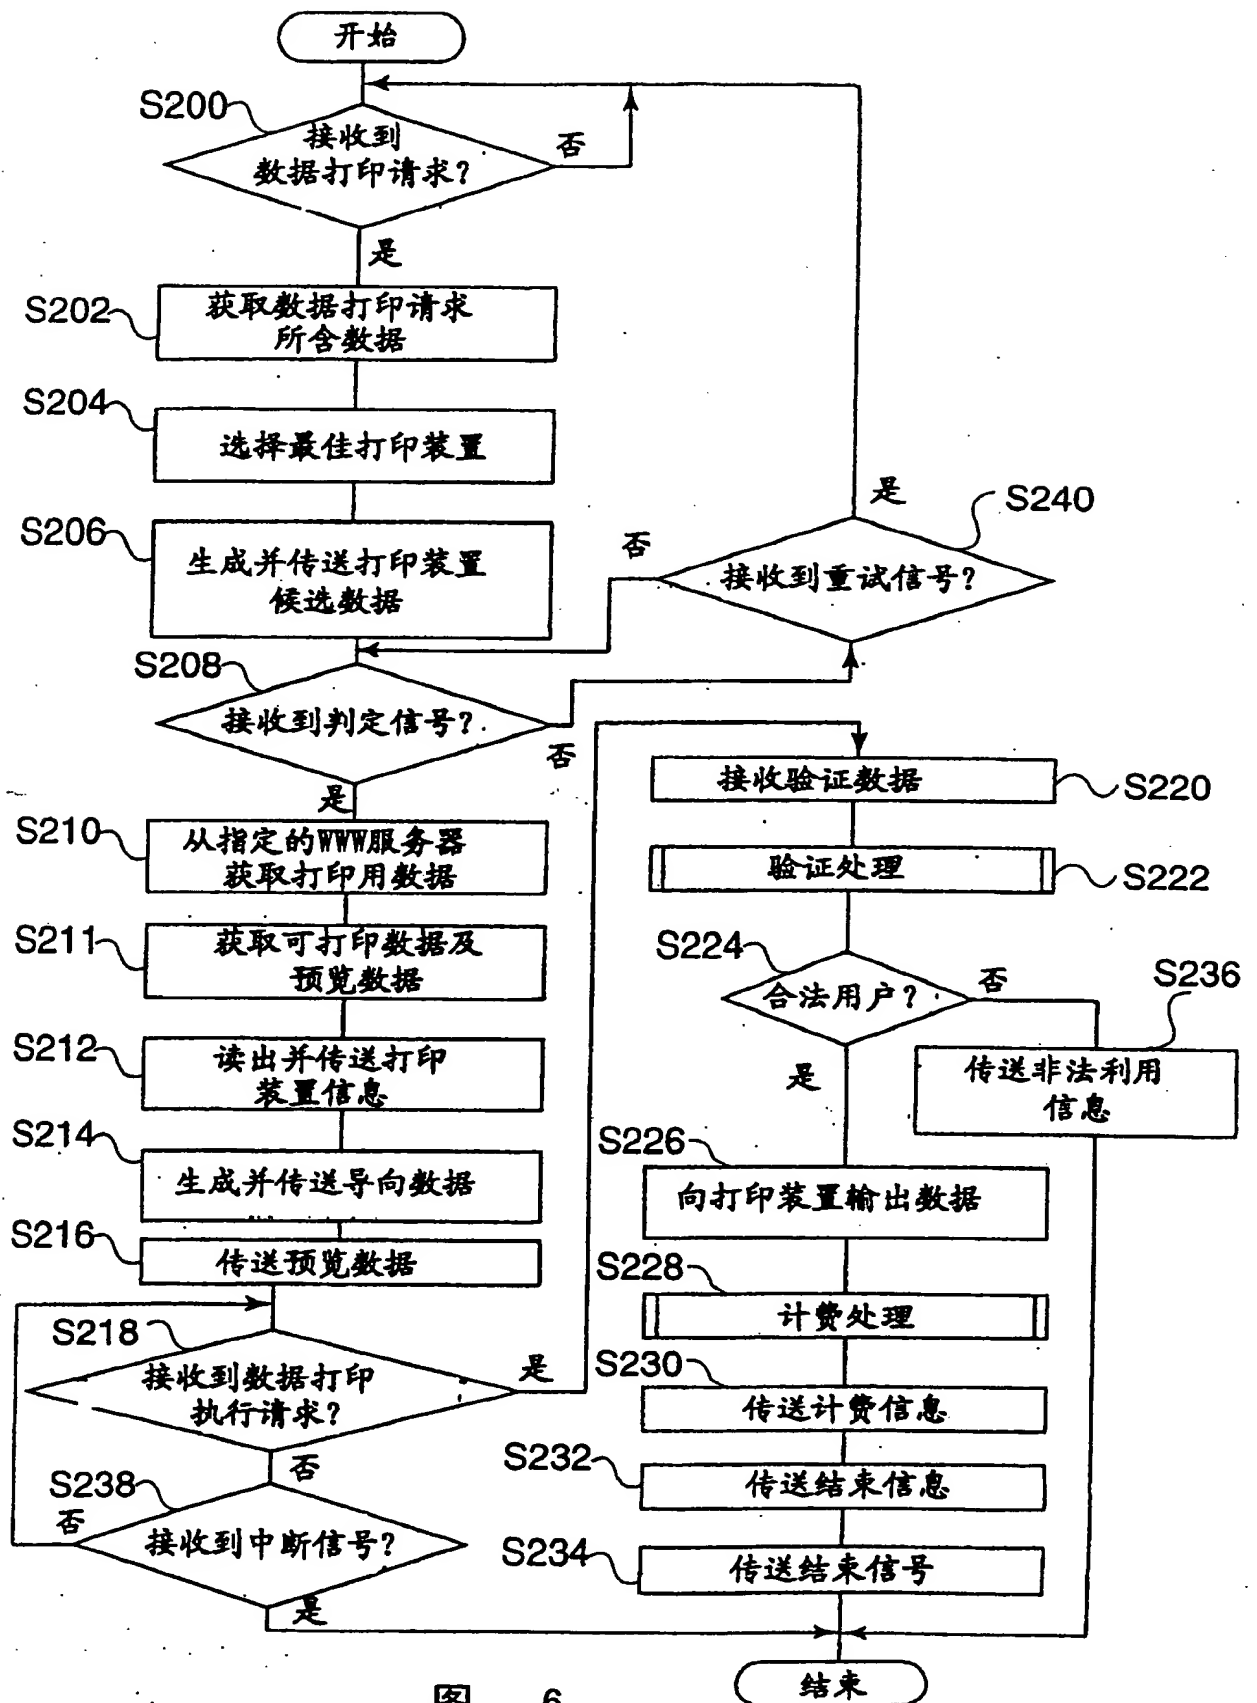 开始
S200
接收到
数据打印请求?
否
是
S202
获取数据打印请求
所含数据
S204
选择最佳打印装置
S206
生成并传送打印装置
候选数据
S208
接收到判定信号?
否
是
S210
从指定的WWW服务器
获取打印用数据
S211
获取可打印数据及
预览数据
S212
读出并传送打印
装置信息
S214
生成并传送导向数据
S216
传送预览数据
S218
接收到数据打印
执行请求?
是
否
S238
否
接收到中断信号?
是
是
S240
否
接收到重试信号?
接收验证数据
S220
验证处理
S222
S224
合法用户?
否
是
S236
传送非法利用
信息
S226
向打印装置输出数据
S228
计费处理
S230
传送计费信息
S232
传送结束信息
S234
传送结束信号
结束
图 6